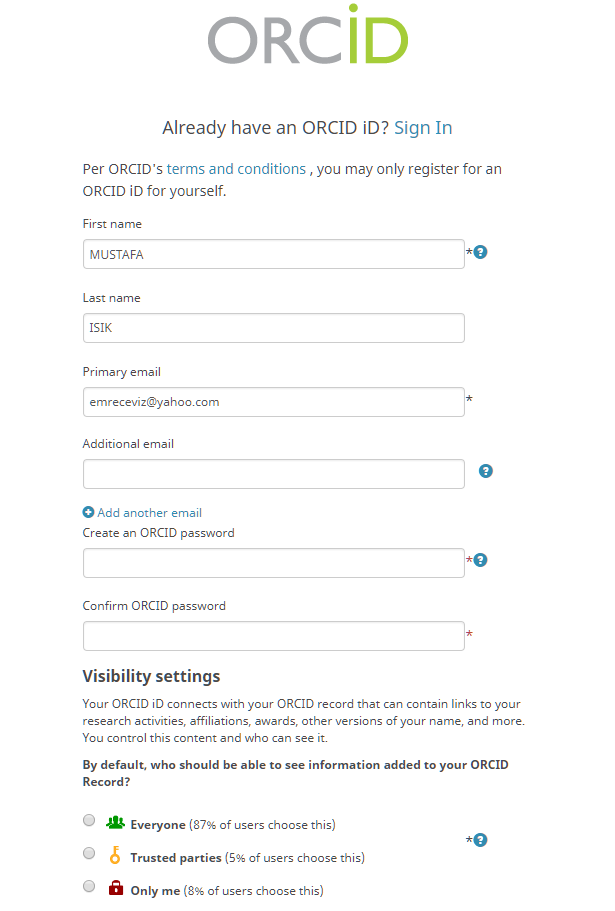 ORCiD
Already have an ORCID iD? Sign In
Per ORCID's terms and conditions , you may only register for an
ORCID iD for yourself.
First name
MUSTAFA
* ?
Last name
ISIK
Primary email
emreceviz@yahoo.com
*
Additional email
?
+ Add another email
Create an ORCID password
* ?
Confirm ORCID password
*
Visibility settings
Your ORCID iD connects with your ORCID record that can contain links to your
research activities, affiliations, awards, other versions of your name, and more.
You control this content and who can see it.
By default, who should be able to see information added to your ORCID
Record?
Everyone (87% of users choose this)
* ?
Trusted parties (5% of users choose this)
Only me (8% of users choose this)